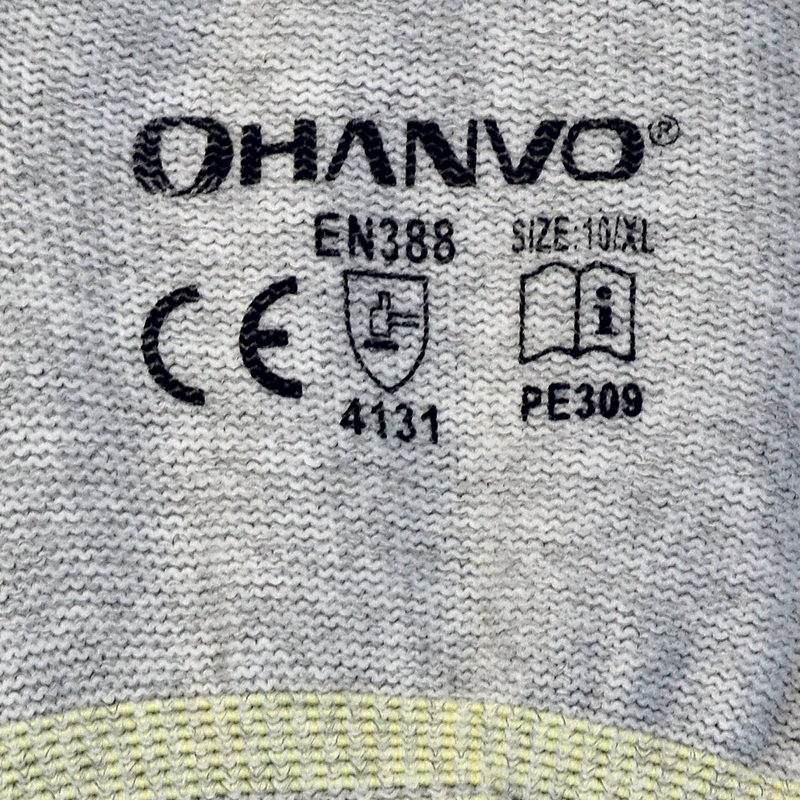 OHANVO®
EN388
SIZE:10/XL
CE
i
4131
PE309